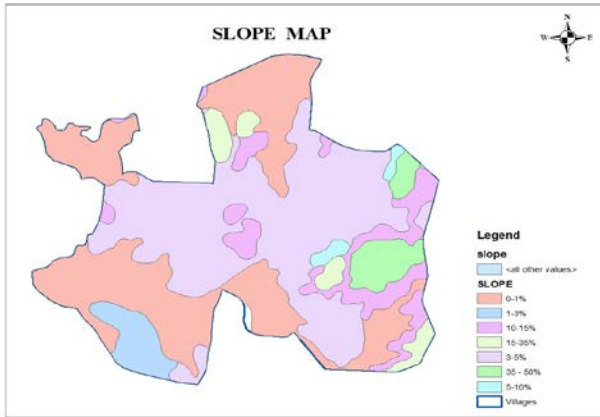 SLOPE MAP
N
W E
S
Legend
slope
<all other values>
SLOPE
0-1%
1-3%
10-15%
15-35%
3-5%
35 - 50%
5-10%
Villages